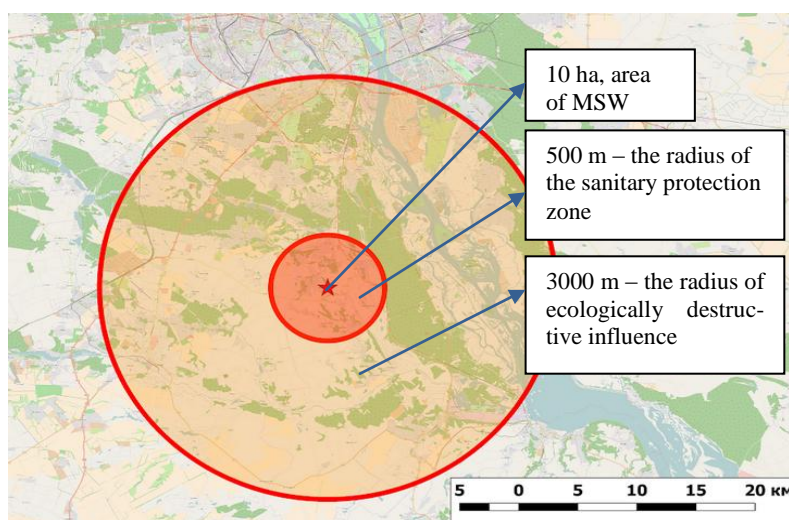 10 ha, area
of MSW
500 m – the radius of
the sanitary protection
zone
3000 m – the radius of
ecologically destruc-
tive influence
5 0 5 10 15 20 км